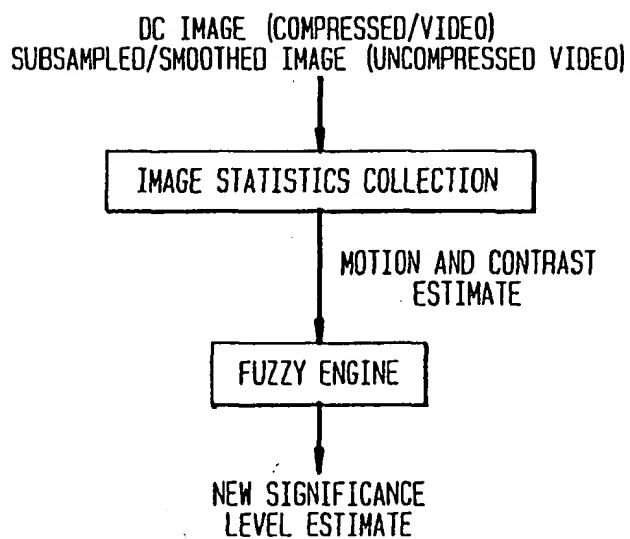 DC IMAGE (COMPRESSED/VIDEO)
SUBSAMPLED/SMOOTHED IMAGE (UNCOMPRESSED VIDEO)
IMAGE STATISTICS COLLECTION
MOTION AND CONTRAST
ESTIMATE
FUZZY ENGINE
NEW SIGNIFICANCE
LEVEL ESTIMATE